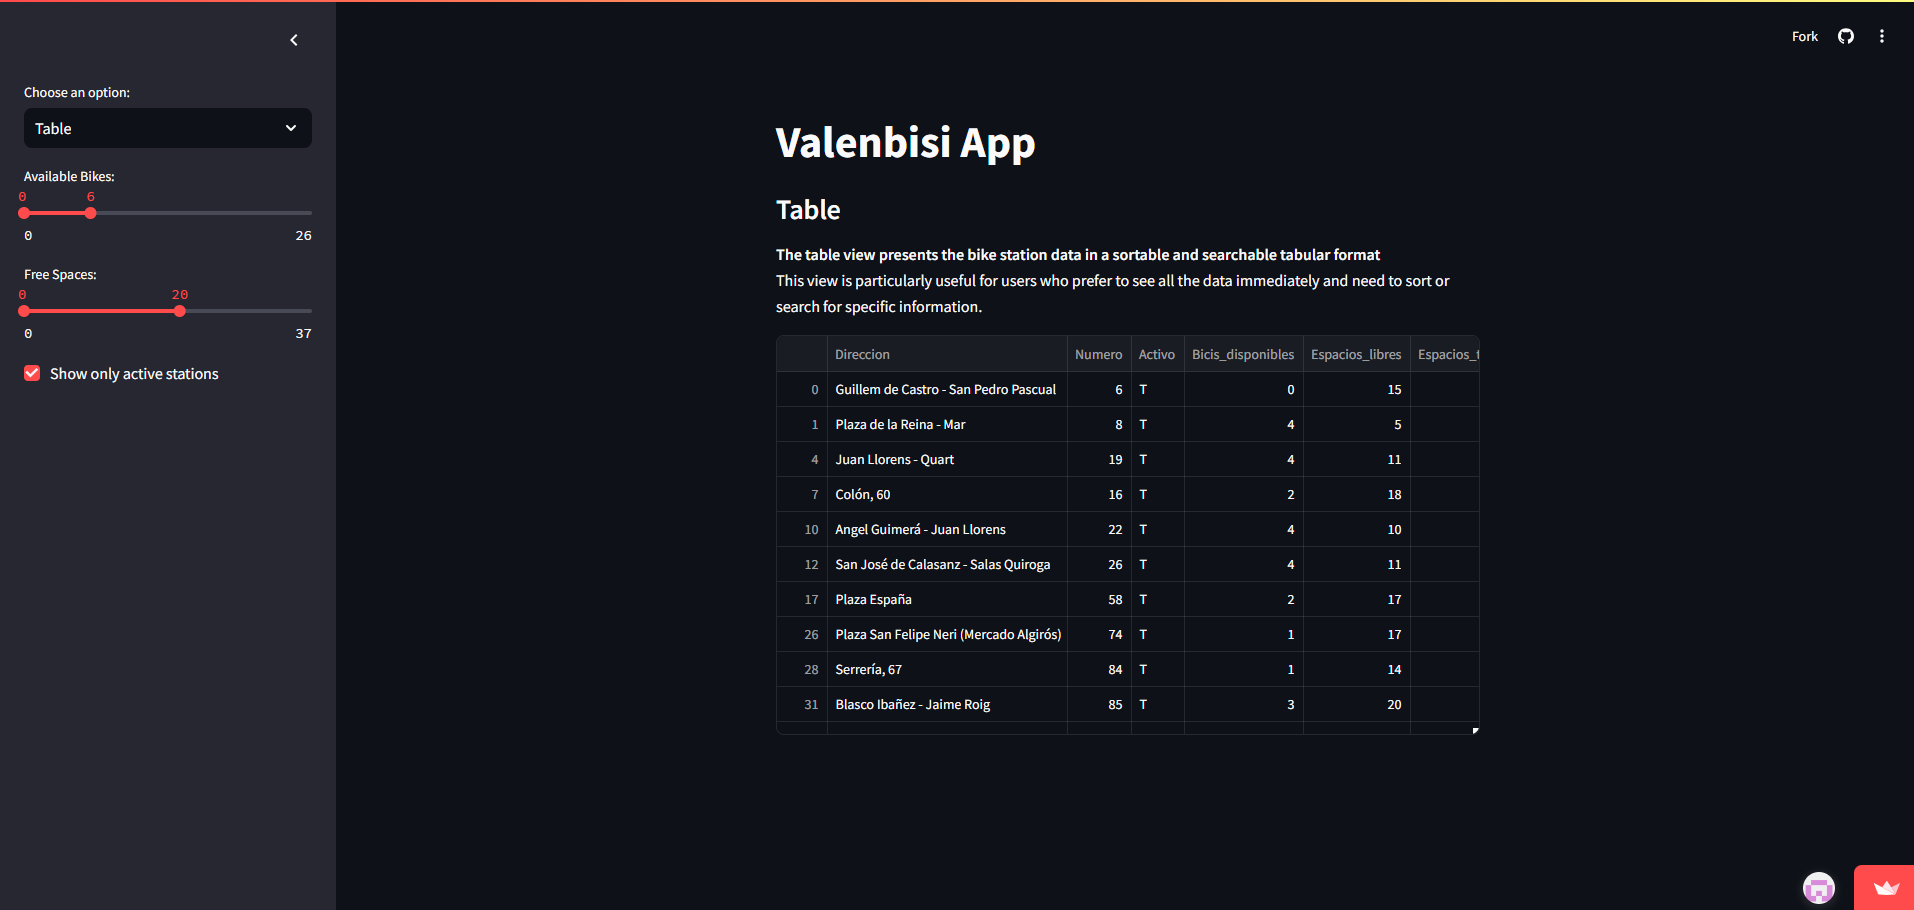 Fork
Choose an option:
Table
Available Bikes:
0 6
0 26
Free Spaces:
0 20
0 37
Show only active stations
Valenbisi App
Table
The table view presents the bike station data in a sortable and searchable tabular format
This view is particularly useful for users who prefer to see all the data immediately and need to sort or
search for specific information.
Direccion Numero Activo Bicis_disponibles Espacios_libres Espacios_t
0 Guillem de Castro - San Pedro Pascual 6 T 0 15
1 Plaza de la Reina - Mar 8 T 4 5
4 Juan Llorens - Quart 19 T 4 11
7 Colón, 60 16 T 2 18
10 Angel Guimerá - Juan Llorens 22 T 4 10
12 San José de Calasanz - Salas Quiroga 26 T 4 11
17 Plaza España 58 T 2 17
26 Plaza San Felipe Neri (Mercado Algirós) 74 T 1 17
28 Serrería, 67 84 T 1 14
31 Blasco Ibañez - Jaime Roig 85 T 3 20